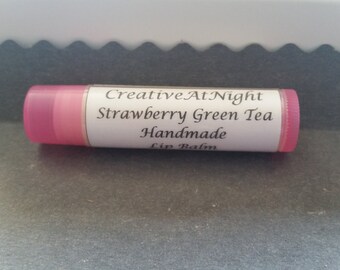 CreativeAtNight
Strawberry Green Tea
Handmade
Lip Balm